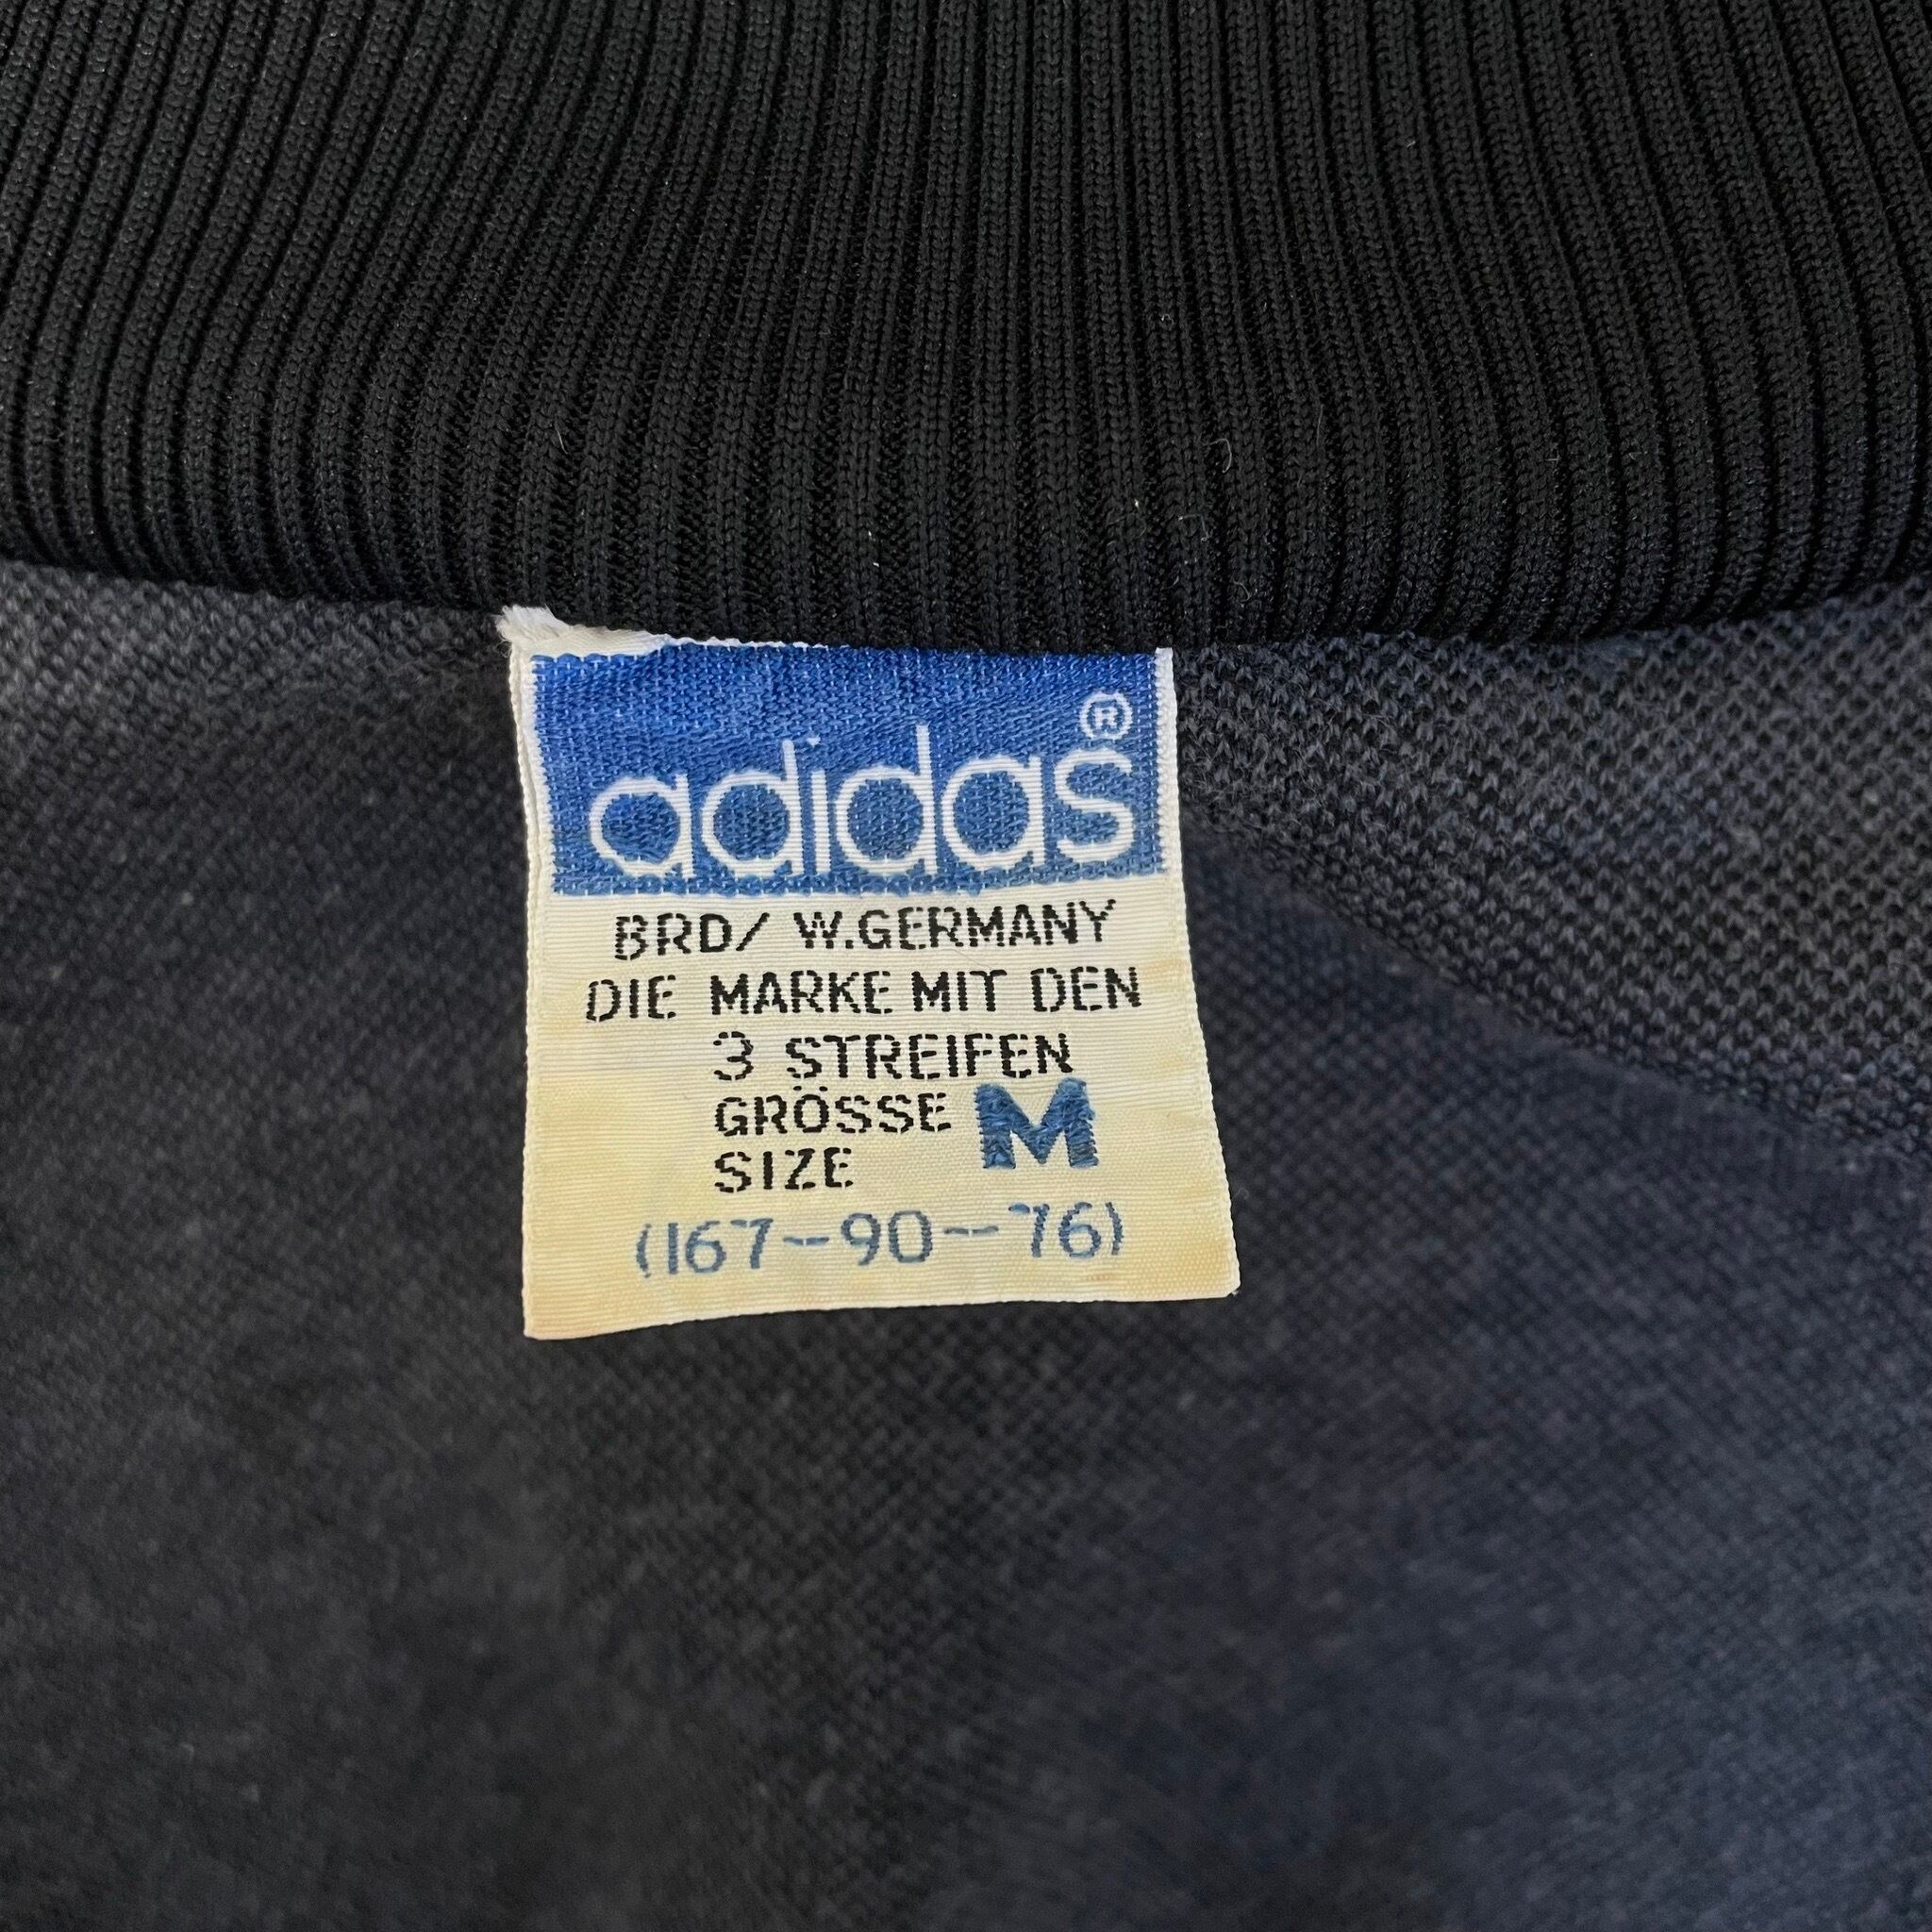 adidas®
BRD/ W.GERMANY
DIE MARKE MIT DEN
3 STREIFEN
GRÖSSE M
SIZE
(167--90--76)